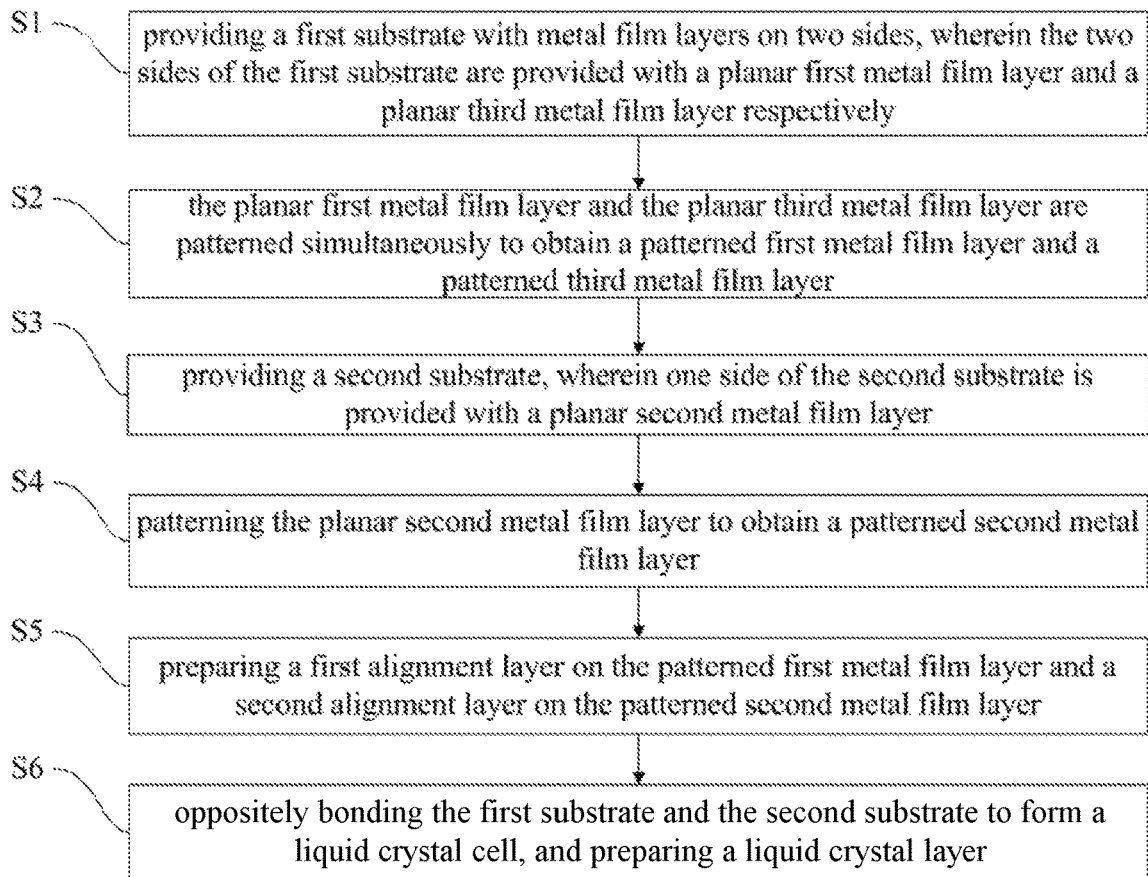 S1
providing a first substrate with metal film layers on two sides, wherein the two
sides of the first substrate are provided with a planar first metal film layer and a
planar third metal film layer respectively
S2
the planar first metal film layer and the planar third metal film layer are
patterned simultaneously to obtain a patterned first metal film layer and a
patterned third metal film layer
S3
providing a second substrate, wherein one side of the second substrate is
provided with a planar second metal film layer
S4
patterning the planar second metal film layer to obtain a patterned second metal
film layer
S5
preparing a first alignment layer on the patterned first metal film layer and a
second alignment layer on the patterned second metal film layer
S6
oppositely bonding the first substrate and the second substrate to form a
liquid crystal cell, and preparing a liquid crystal layer